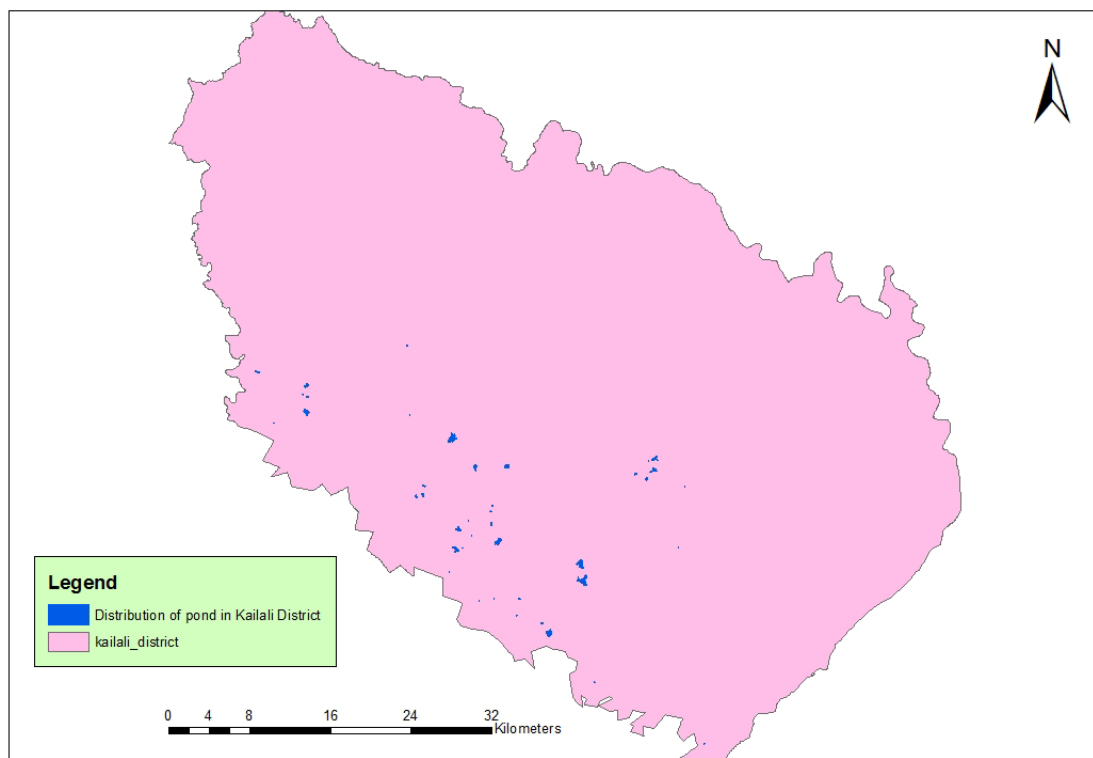 N
Legend
Distribution of pond in Kailali District
kailali_district
0 4 8 16 24 32
Kilometers